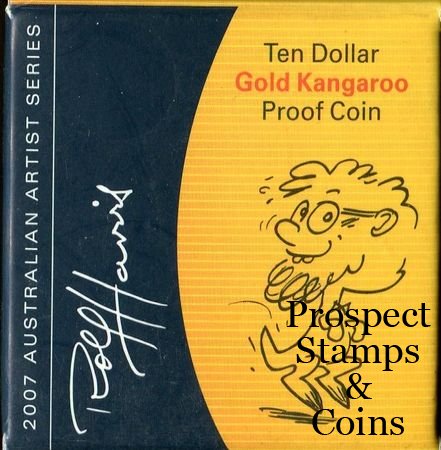 2007 AUSTRALIAN ARTIST SERIES
Rolf Harris
Ten Dollar
Gold Kangaroo
Proof Coin
Prospect
Stamps
&
Coins